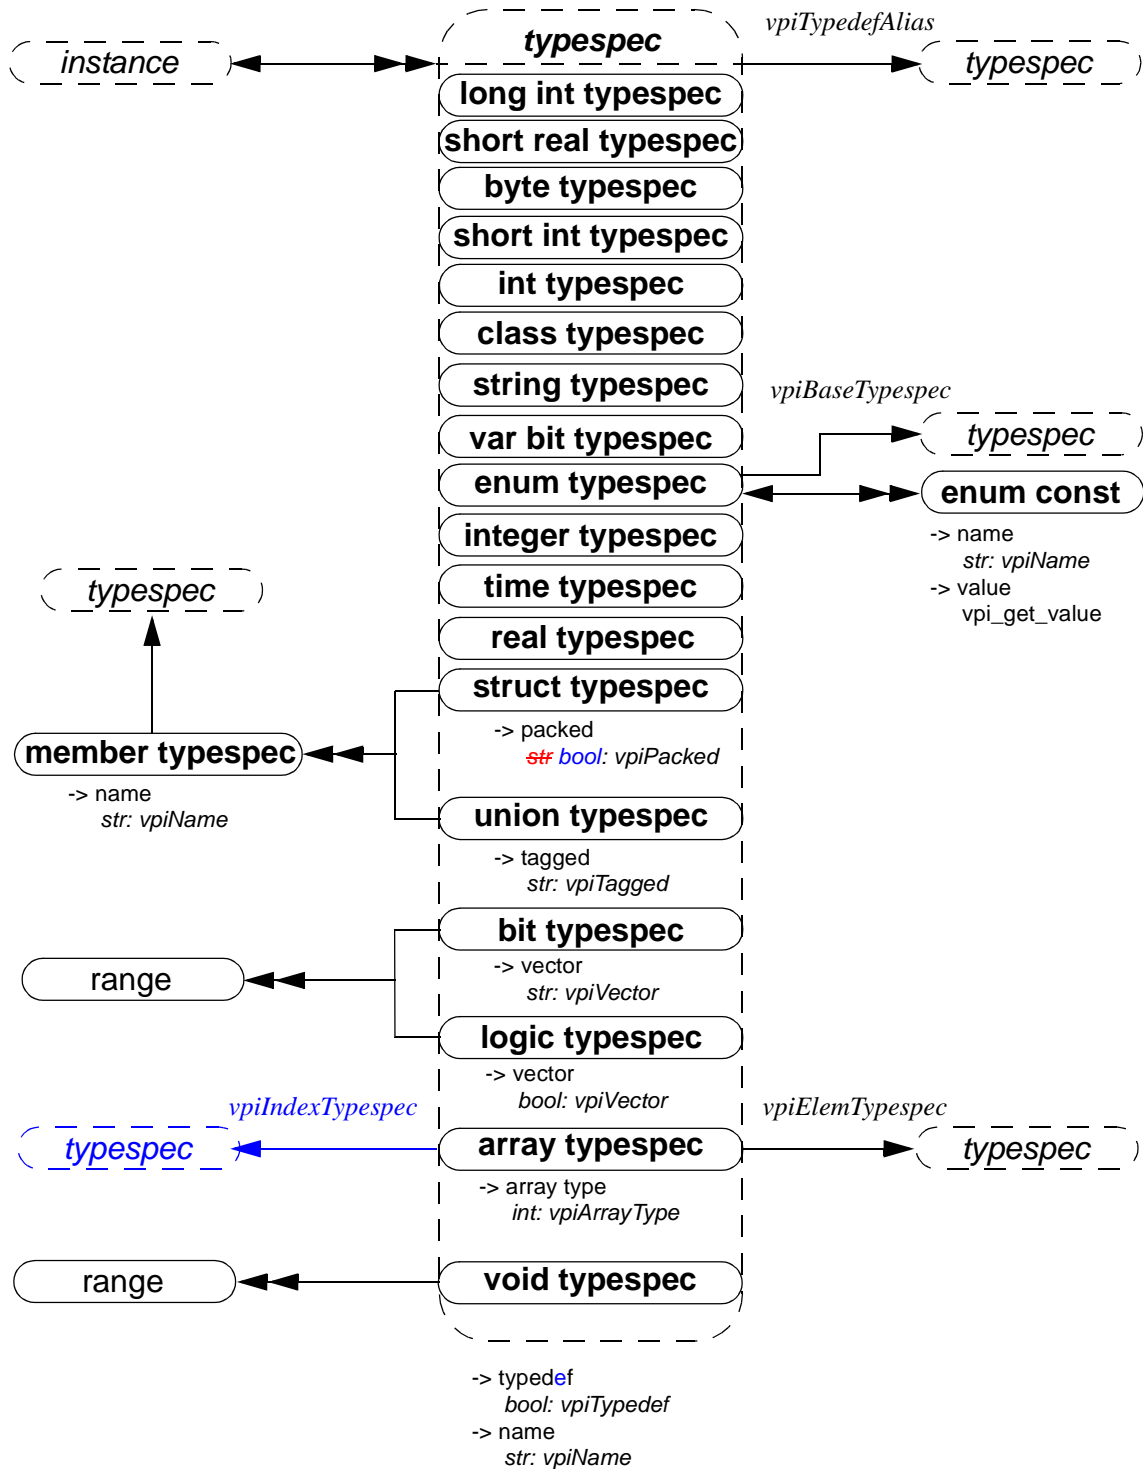 vpiTypedefAlias
instance
typespec
typespec
long int typespec
short real typespec
byte typespec
short int typespec
int typespec
class typespec
string typespec
vpiBaseTypespec
var bit typespec
typespec
enum typespec
enum const
-> name
str: vpiName
-> value
vpi_get_value
integer typespec
time typespec
typespec
real typespec
struct typespec
-> packed
str bool: vpiPacked
member typespec
-> name
str: vpiName
union typespec
-> tagged
str: vpiTagged
bit typespec
-> vector
str: vpiVector
range
logic typespec
-> vector
bool: vpiVector
vpiIndexTypespec
vpiElemTypespec
typespec
array typespec
typespec
-> array type
int: vpiArrayType
range
void typespec
-> typedef
bool: vpiTypedef
-> name
str: vpiName